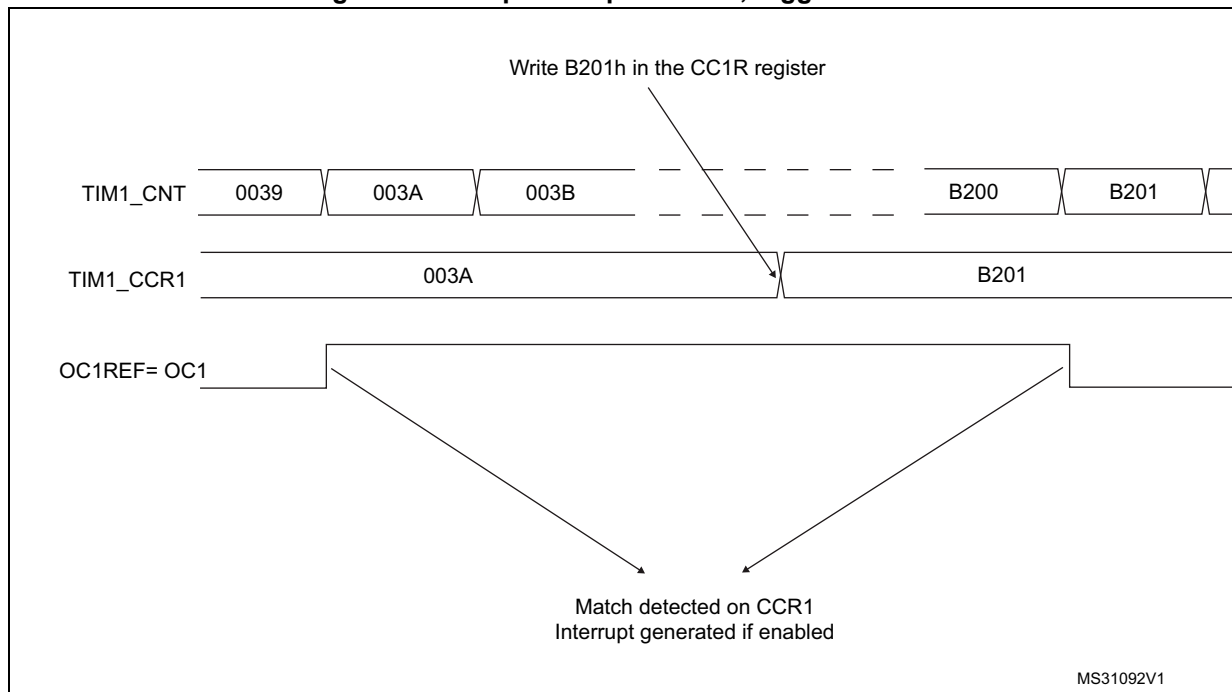 Write B201h in the CC1R register
TIM1_CNT 0039 003A 003B B200 B201
TIM1_CCR1 003A B201
OC1REF= OC1
Match detected on CCR1
Interrupt generated if enabled
MS31092V1